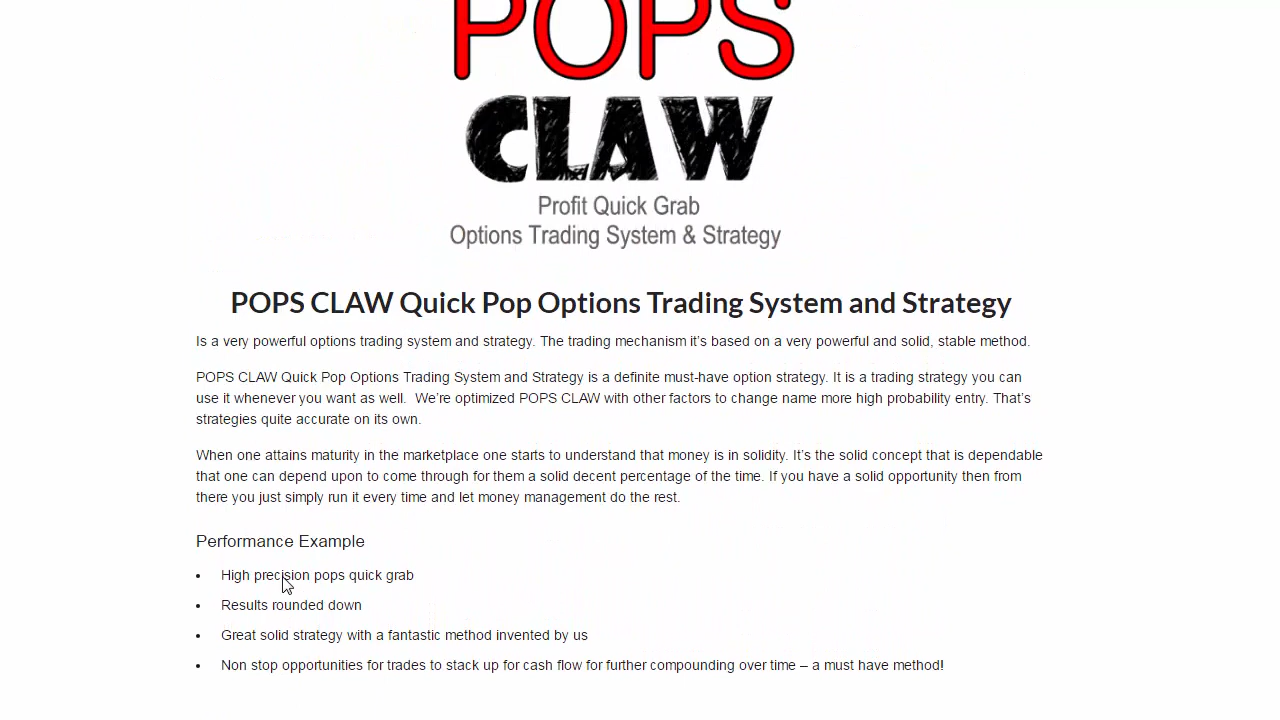 POPS
CLAW
Profit Quick Grab
Options Trading System & Strategy
POPS CLAW Quick Pop Options Trading System and Strategy
Is a very powerful options trading system and strategy. The trading mechanism it’s based on a very powerful and solid, stable method.
POPS CLAW Quick Pop Options Trading System and Strategy is a definite must-have option strategy. It is a trading strategy you can
use it whenever you want as well.  We’re optimized POPS CLAW with other factors to change name more high probability entry. That’s
strategies quite accurate on its own.
When one attains maturity in the marketplace one starts to understand that money is in solidity. It’s the solid concept that is dependable
that one can depend upon to come through for them a solid decent percentage of the time. If you have a solid opportunity then from
there you just simply run it every time and let money management do the rest.
Performance Example
• High precision pops quick grab
• Results rounded down
• Great solid strategy with a fantastic method invented by us
• Non stop opportunities for trades to stack up for cash flow for further compounding over time – a must have method!